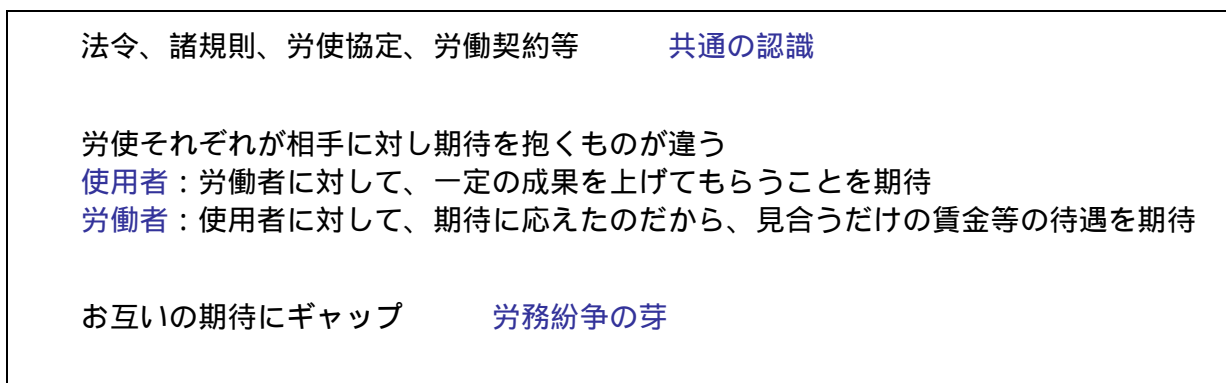 法令、諸規則、労使協定、労働契約等　　　共通の認識
労使それぞれが相手に対し期待を抱くものが違う
使用者：労働者に対して、一定の成果を上げてもらうことを期待
労働者：使用者に対して、期待に応えたのだから、見合うだけの賃金等の待遇を期待
お互いの期待にギャップ　　　労務紛争の芽